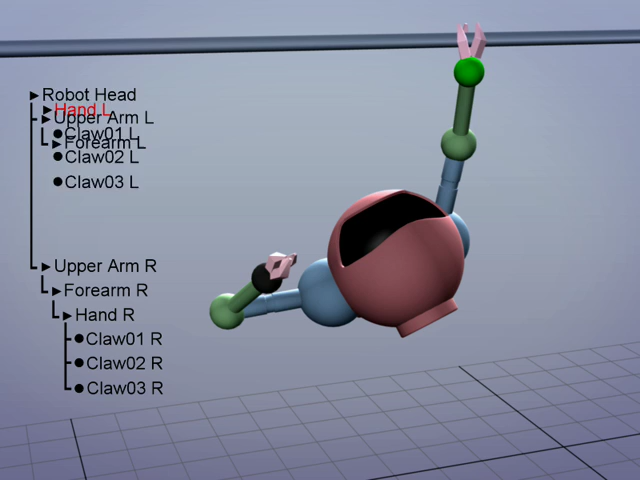 Robot Head
Hand L
Upper Arm L
Claw01 L
Forearm L
Claw02 L
Claw03 L
Upper Arm R
Forearm R
Hand R
Claw01 R
Claw02 R
Claw03 R